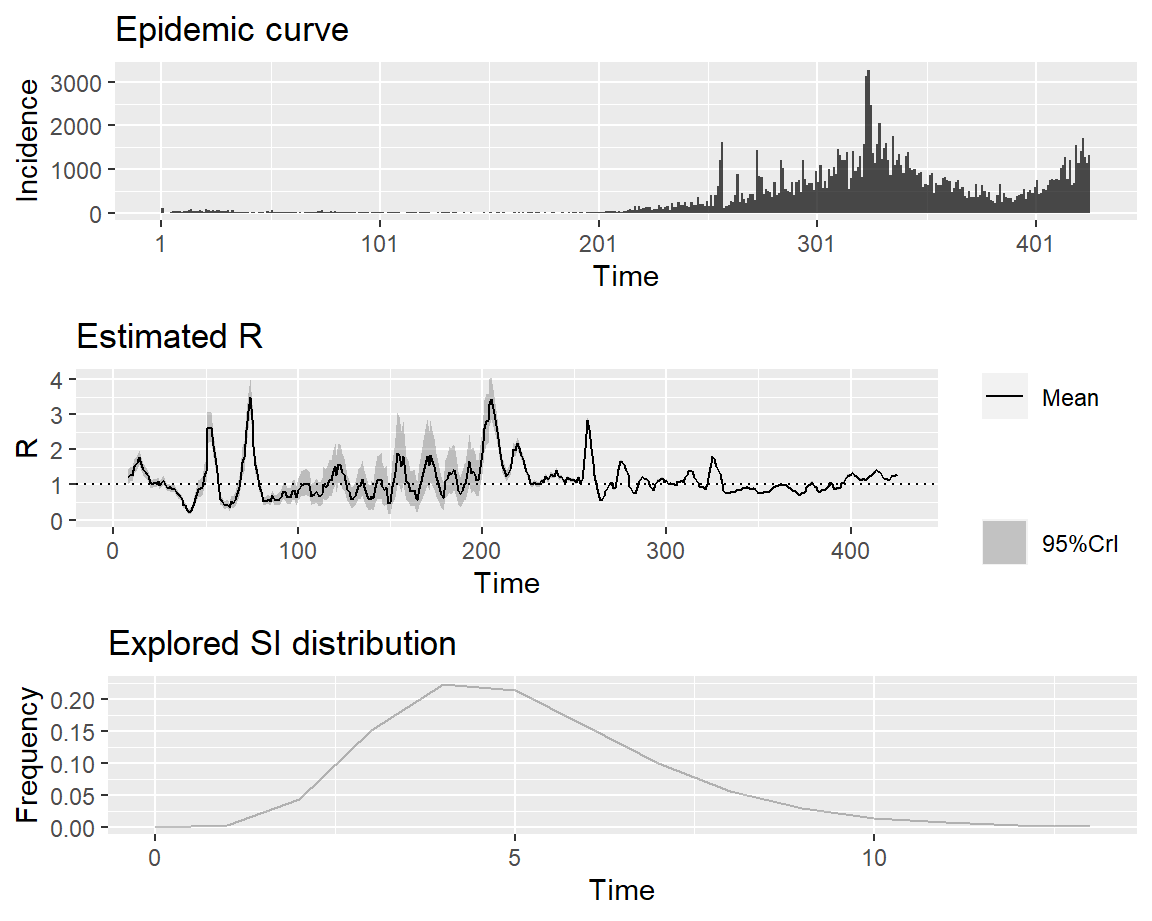 Epidemic curve
3000
2000
1000
0
Incidence
1 101 201 301 401
Time
Estimated R
4
3
2
1
0
R
0 100 200 300 400
Time
Mean
95%CrI
Explored SI distribution
0.20
0.15
0.10
0.05
0.00
Frequency
0 5 10
Time